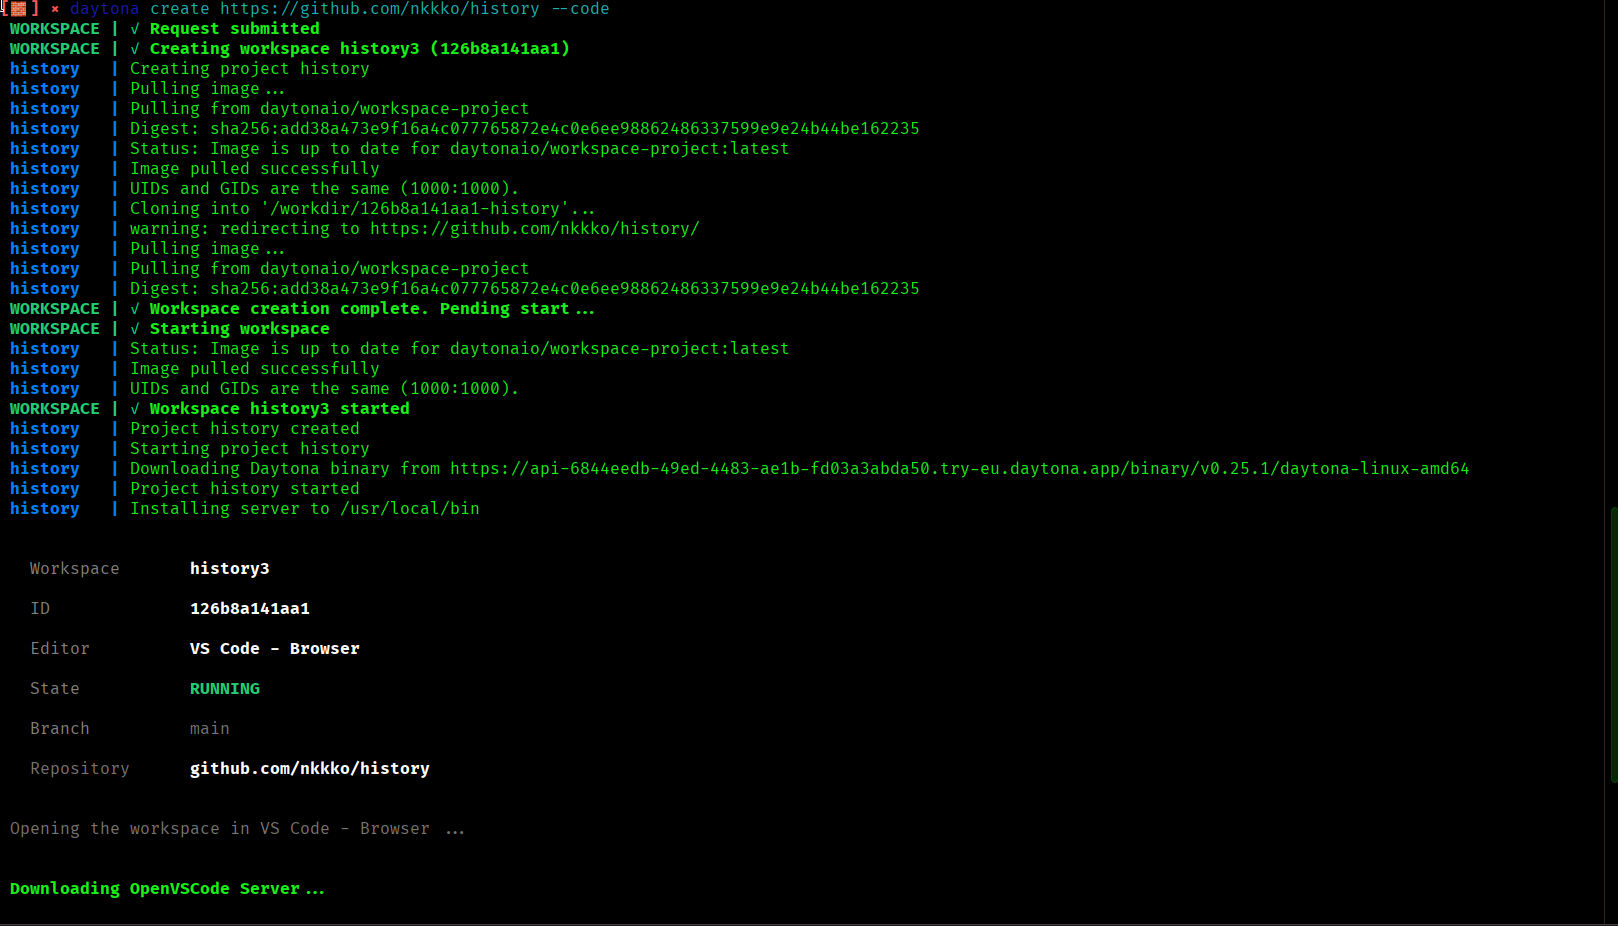 [🧱] × daytona create https://github.com/nkkko/history --code
WORKSPACE | √ Request submitted
WORKSPACE | √ Creating workspace history3 (126b8a141aa1)
history | Creating project history
history | Pulling image...
history | Pulling from daytonaio/workspace-project
history | Digest: sha256:add38a473e9f16a4c077765872e4c0e6ee98862486337599e9e24b44be162235
history | Status: Image is up to date for daytonaio/workspace-project:latest
history | Image pulled successfully
history | UIDs and GIDs are the same (1000:1000).
history | Cloning into '/workdir/126b8a141aa1-history'...
history | warning: redirecting to https://github.com/nkkko/history/
history | Pulling image...
history | Pulling from daytonaio/workspace-project
history | Digest: sha256:add38a473e9f16a4c077765872e4c0e6ee98862486337599e9e24b44be162235
WORKSPACE | √ Workspace creation complete. Pending start...
WORKSPACE | √ Starting workspace
history | Status: Image is up to date for daytonaio/workspace-project:latest
history | Image pulled successfully
history | UIDs and GIDs are the same (1000:1000).
WORKSPACE | √ Workspace history3 started
history | Project history created
history | Starting project history
history | Downloading Daytona binary from https://api-6844eedb-49ed-4483-ae1b-fd03a3abda50.try-eu.daytona.app/binary/v0.25.1/daytona-linux-amd64
history | Project history started
history | Installing server to /usr/local/bin
Workspace history3
ID 126b8a141aa1
Editor VS Code - Browser
State RUNNING
Branch main
Repository github.com/nkkko/history
Opening the workspace in VS Code - Browser ...
Downloading OpenVSCode Server...